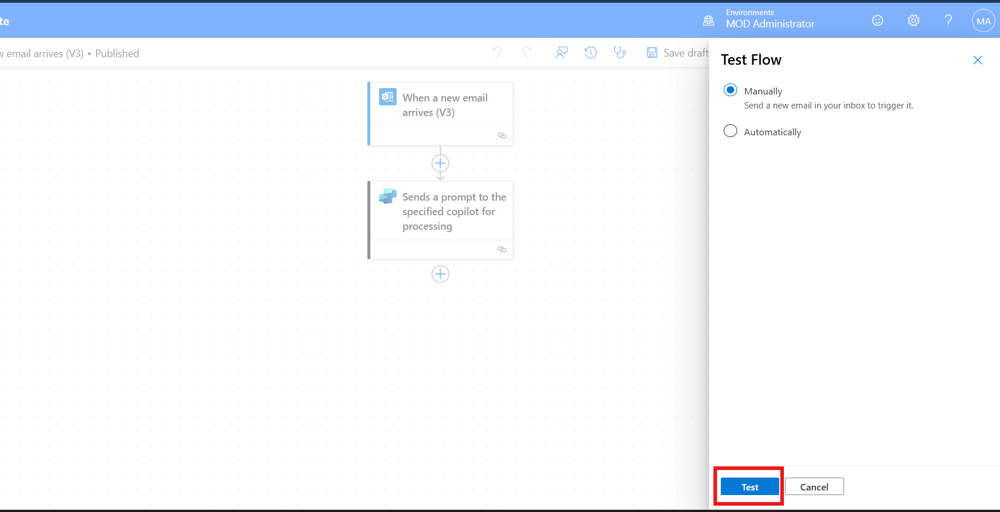 te
Environments
MOD Administrator
MA
w email arrives (V3) • Published
Save draft
Test Flow
Manually
Send a new email in your inbox to trigger it.
Automatically
When a new email
arrives (V3)
Sends a prompt to the
specified copilot for
processing
Test
Cancel